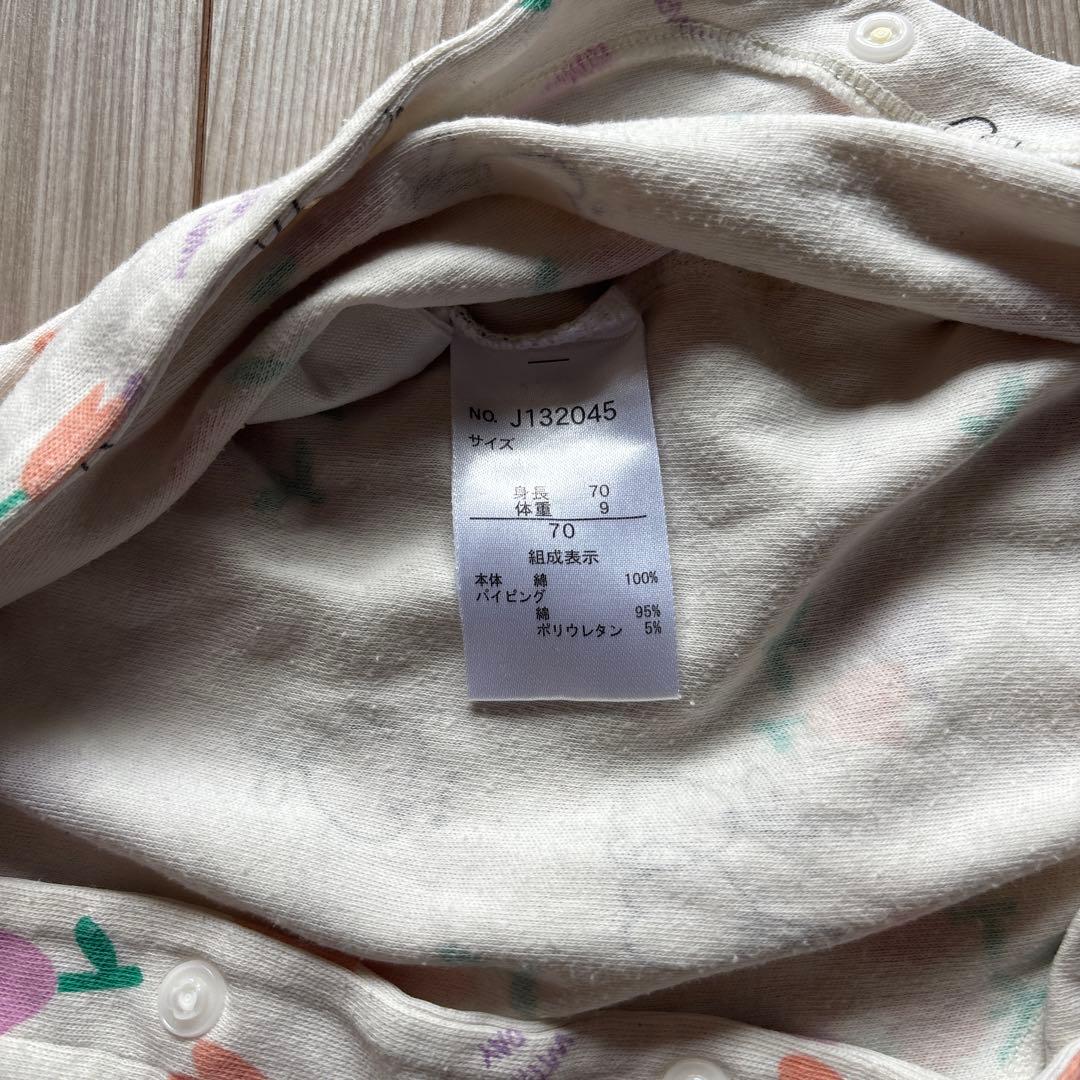 NO. J132045
サイズ
身長 70
体重 9
70
組成表示
本体 綿 100%
パイピング
綿 95%
ポリウレタン 5%